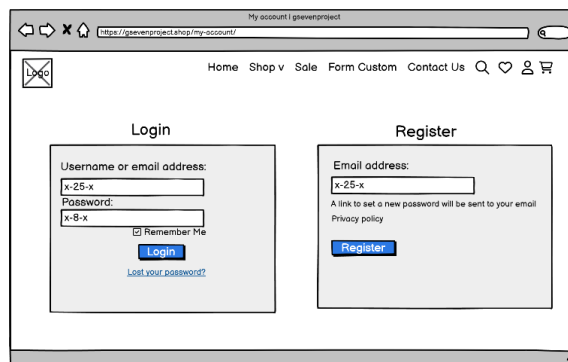 My account | gsevenproject
https://gsevenproject.shop/my-account/
Logo
Home Shop v Sale Form Custom Contact Us
Login
Username or email address:
x-25-x
Password:
x-8-x
Remember Me
Login
Lost your password?
Register
Email address:
x-25-x
A link to set a new password will be sent to your email
Privacy policy
Register